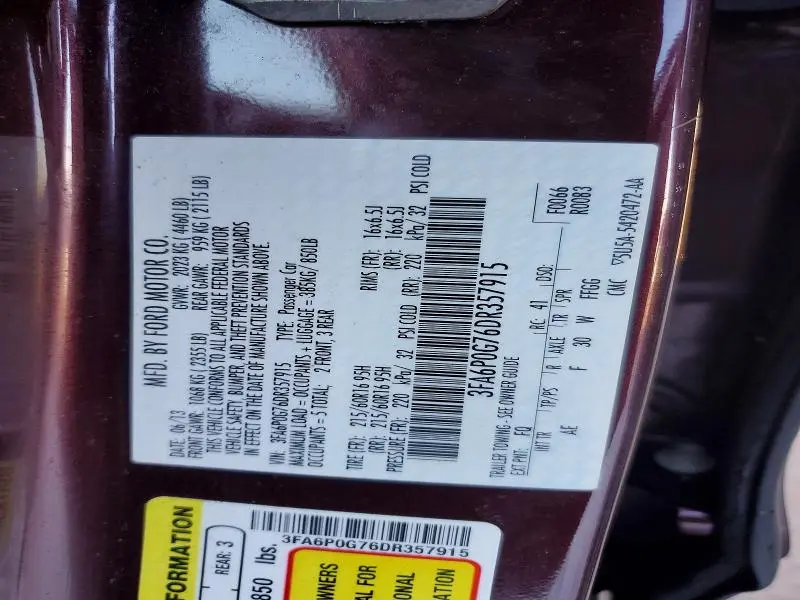 MFD. BY FORD MOTOR CO.
DATE: 06/13 GVWR: 2023 KG (4460 LB)
FRONT GAWR: 1068 KG (2355 LB) REAR GAWR: 959 KG (2115 LB)
THIS VEHICLE CONFORMS TO ALL APPLICABLE FEDERAL MOTOR
VEHICLE SAFETY, BUMPER, AND THEFT PREVENTION STANDARDS
IN EFFECT ON THE DATE OF MANUFACTURE SHOWN ABOVE.
VIN: 3FA6P0G76DR357915 TYPE: Passenger Car
MAXIMUM LOAD = OCCUPANTS + LUGGAGE = 385KG/ 850LB
OCCUPANTS = 5 TOTAL: 2 FRONT, 3 REAR
TIRE (FR): 215/60R16 95H RIMS (FR): 16x6.5J
(RR): 215/60R16 95H (RR): 16x6.5J
PRESSURE (FR): 220 kPa/ 32 PSI COLD (RR): 220 kPa/ 32 PSI COLD
3FA6P0G76DR357915
TRAILER TOWING - SEE OWNER GUIDE
EXT PNT: FQ RC: 41 DSO: F0066
R0083
INT TR TP/PS R AXLE TR SPR
AE F 30 W FFGG
CMC 5U5A-5420472-AA
FORMATION
REAR: 3
850 lbs.
3FA6P0G76DR357915
WNERS
AL FOR
ONAL
ATION